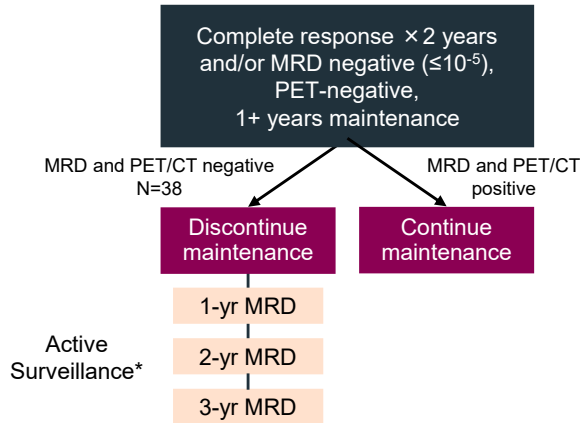 Complete response × 2 years
and/or MRD negative (≤10⁻⁵),
PET-negative,
1+ years maintenance
MRD and PET/CT negative
N=38
MRD and PET/CT
positive
Discontinue
maintenance
Continue
maintenance
1-yr MRD
Active
Surveillance*
2-yr MRD
3-yr MRD